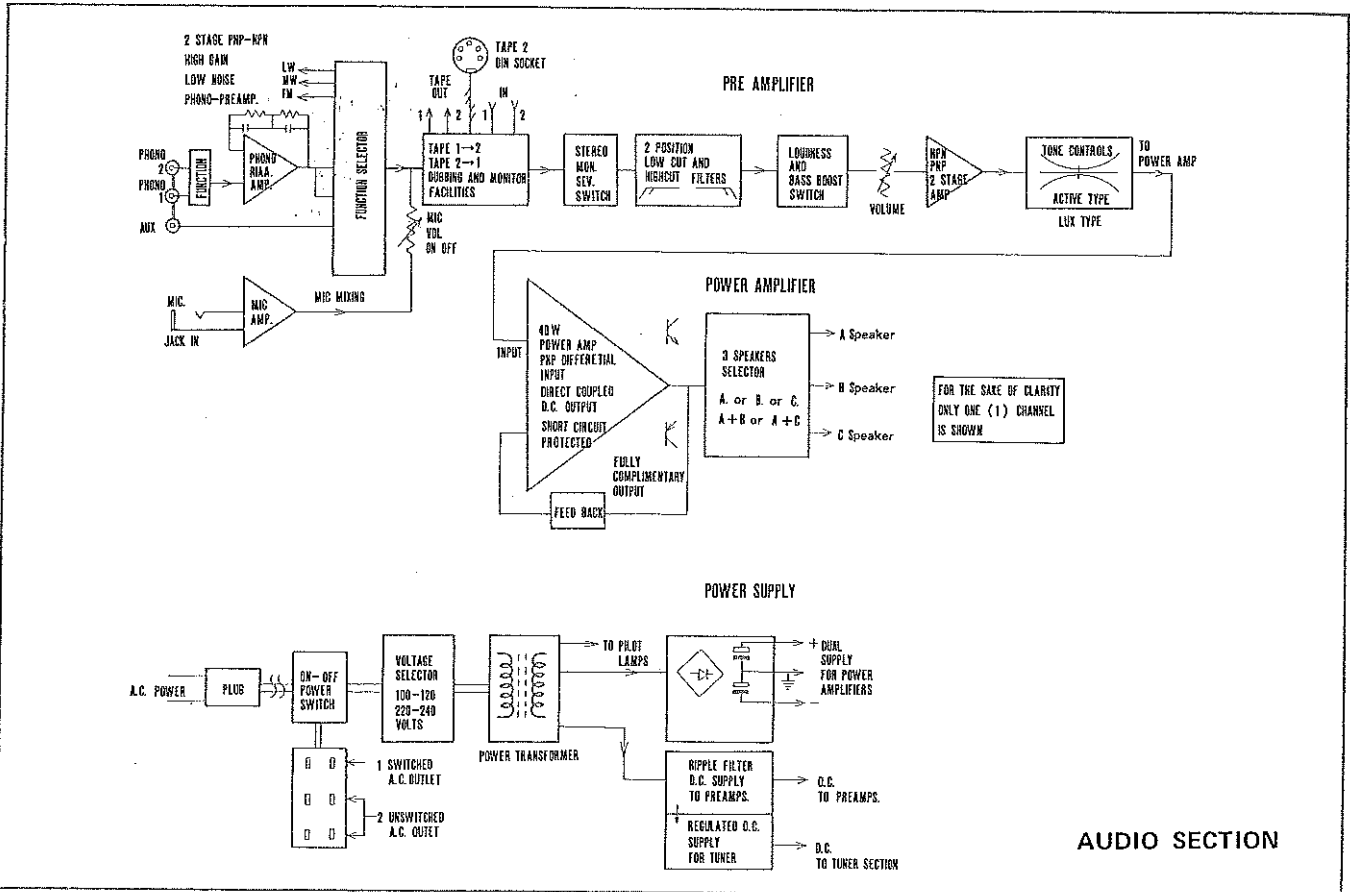 2 STAGE PNP-NPN
HIGH GAIN
LOW NOISE
PHONO-PREAMP.
LW
MW
FM
PHONO
2
PHONO
1
AUX
FUNCTION
PHONO
RIAA.
AMP.
FUNCTION SELECTOR
MIC.
JACK IN
MIC
AMP.
MIC MIXING
MIC
VOL
ON OFF
TAPE
OUT
1
2
TAPE 2
DIN SOCKET
IN
1
2
TAPE 1→2
TAPE 2→1
DUBBING AND MONITOR
FACILITIES
PRE AMPLIFIER
STEREO
MON.
SEV.
SWITCH
2 POSITION
LOW CUT AND
HIGHCUT FILTERS
LOUDNESS
AND
BASS BOOST
SWITCH
VOLUME
NPN
PNP
2 STAGE
AMP
TONE CONTROLS
ACTIVE TYPE
LUX TYPE
TO
POWER AMP
POWER AMPLIFIER
INPUT
40W
POWER AMP
PNP DIFFERETIAL
INPUT
DIRECT COUPLED
D.C. OUTPUT
SHORT CIRCUIT
PROTECTED
FULLY
COMPLIMENTARY
OUTPUT
FEED BACK
3 SPEAKERS
SELECTOR
A. or B. or C.
A+B or A+C
A Speaker
B Speaker
C Speaker
FOR THE SAKE OF CLARITY
ONLY ONE (1) CHANNEL
IS SHOWN
POWER SUPPLY
A.C. POWER
PLUG
ON-OFF
POWER
SWITCH
VOLTAGE
SELECTOR
100-120
220-240
VOLTS
POWER TRANSFORMER
TO PILOT
LAMPS
+ DUAL
SUPPLY
FOR POWER
AMPLIFIERS
-
1 SWITCHED
A.C. OUTLET
2 UNSWITCHED
A.C. OUTET
RIPPLE FILTER
D.C. SUPPLY
TO PREAMPS.
D.C.
TO PREAMPS.
REGULATED D.C.
SUPPLY
FOR TUNER
D.C.
TO TUNER SECTION
AUDIO SECTION